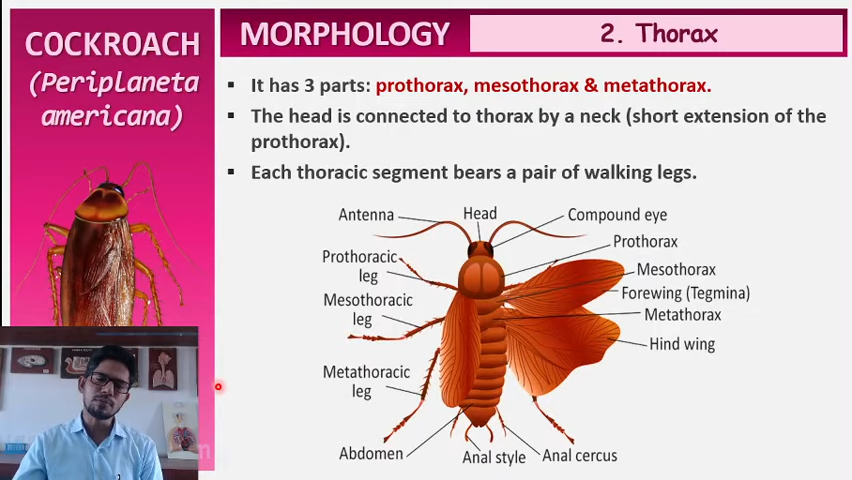 COCKROACH
(Periplaneta
americana)
MORPHOLOGY
2. Thorax
▪ It has 3 parts: prothorax, mesothorax & metathorax.
▪ The head is connected to thorax by a neck (short extension of the
prothorax).
▪ Each thoracic segment bears a pair of walking legs.
Antenna
Head
Compound eye
Prothoracic
leg
Prothorax
Mesothorax
Mesothoracic
leg
Forewing (Tegmina)
Metathorax
Hind wing
Metathoracic
leg
Abdomen
Anal style
Anal cercus